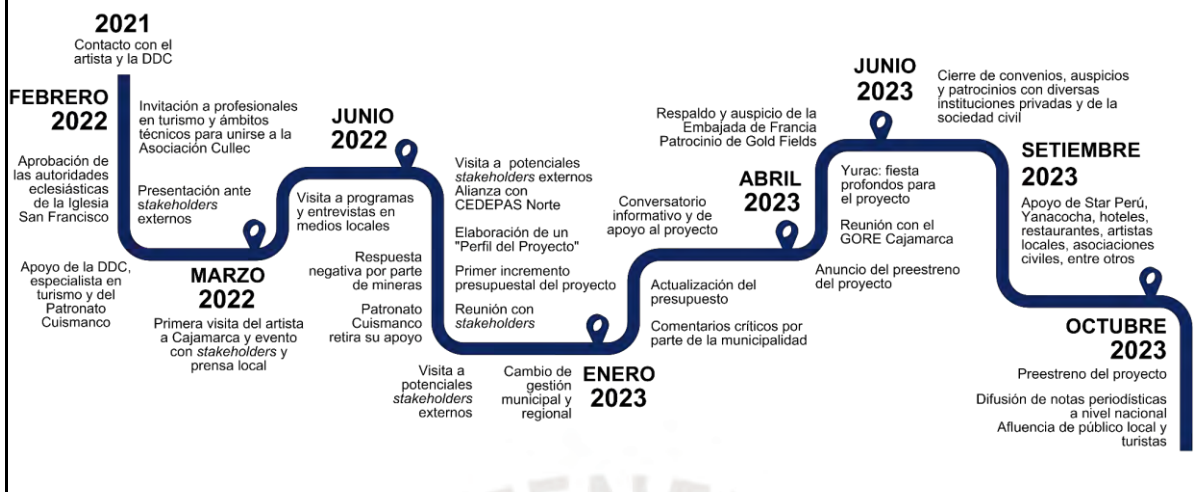 2021
Contacto con el
artista y la DDC
FEBRERO
2022
Aprobación de
las autoridades
eclesiásticas
de la Iglesia
San Francisco
Apoyo de la DDC,
especialista en
turismo y del
Patronato
Cuismanco
Invitación a profesionales
en turismo y ámbitos
técnicos para unirse a la
Asociación Cullec
Presentación ante
stakeholders
externos
MARZO
2022
Primera visita del artista
a Cajamarca y evento
con stakeholders y
prensa local
JUNIO
2022
Visita a programas
y entrevistas en
medios locales
Respuesta
negativa por parte
de mineras
Patronato
Cuismanco
retira su apoyo
Visita a potenciales
stakeholders externos
Alianza con
CEDEPAS Norte
Elaboración de un
"Perfil del Proyecto"
Primer incremento
presupuestal del proyecto
Reunión con
stakeholders
Visita a
potenciales
stakeholders
externos
Cambio de
gestión
municipal y
regional
ENERO
2023
Conversatorio
informativo y de
apoyo al proyecto
Actualización del
presupuesto
Comentarios críticos por
parte de la municipalidad
Respaldo y auspicio de la
Embajada de Francia
Patrocinio de Gold Fields
ABRIL
2023
JUNIO
2023
Yurac: fiesta
profondos para
el proyecto
Reunión con el
GORE Cajamarca
Anuncio del preestreno
del proyecto
Cierre de convenios, auspicios
y patrocinios con diversas
instituciones privadas y de la
sociedad civil
SETIEMBRE
2023
Apoyo de Star Perú,
Yanacocha, hoteles,
restaurantes, artistas
locales, asociaciones
civiles, entre otros
OCTUBRE
2023
Preestreno del proyecto
Difusión de notas periodísticas
a nivel nacional
Afluencia de público local y
turistas